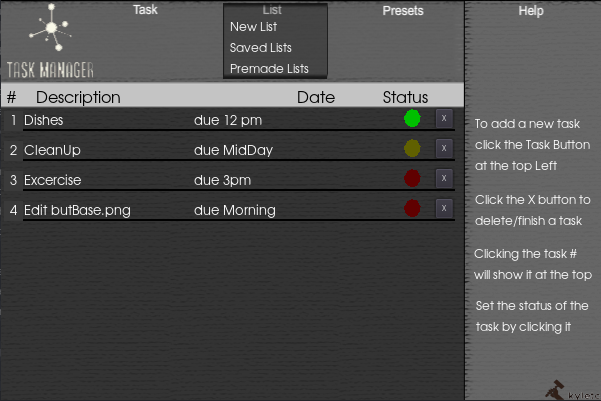 Task List Presets Help
New List
Saved Lists
Premade Lists
TASK MANAGER
# Description Date Status
1 Dishes due 12 pm X
2 CleanUp due MidDay X
3 Excercise due 3pm X
4 Edit butBase.png due Morning X
To add a new task
click the Task Button
at the top Left
Click the X button to
delete/finish a task
Clicking the task #
will show it at the top
Set the status of the
task by clicking it